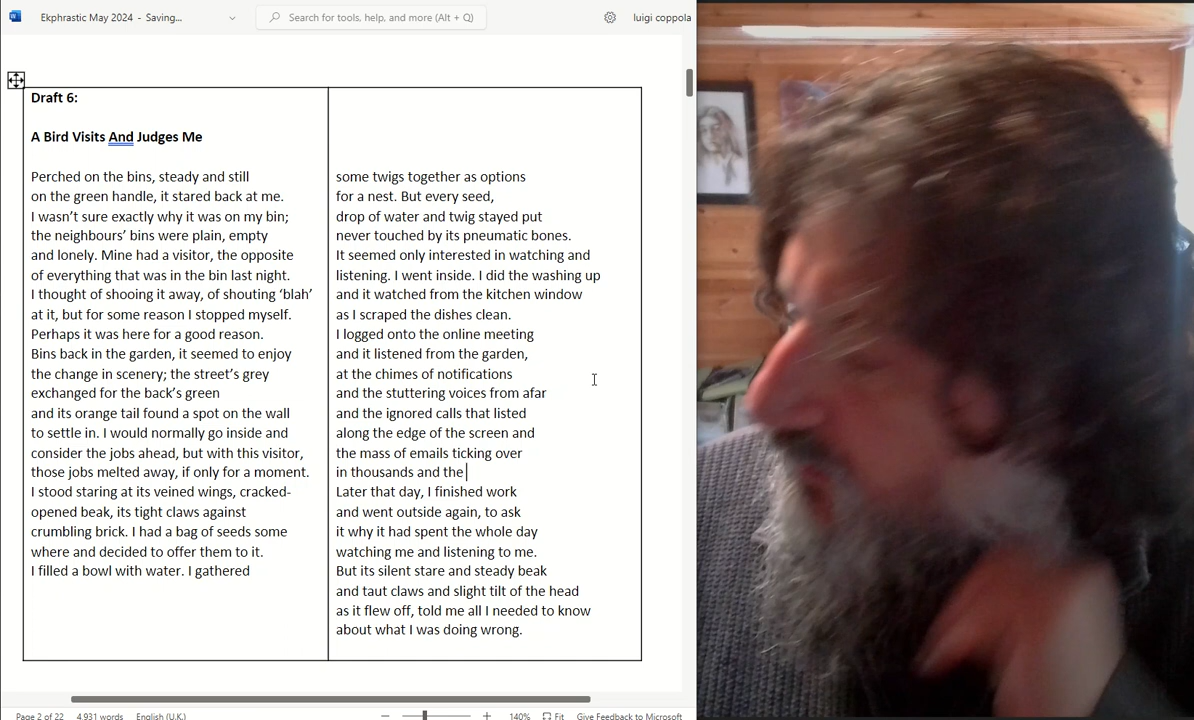 Ekphrastic May 2024 - Saving...
Search for tools, help, and more (Alt + Q)
luigi coppola
Draft 6:
A Bird Visits And Judges Me
Perched on the bins, steady and still
on the green handle, it stared back at me.
I wasn't sure exactly why it was on my bin;
the neighbours' bins were plain, empty
and lonely. Mine had a visitor, the opposite
of everything that was in the bin last night.
I thought of shooing it away, of shouting ‘blah’
at it, but for some reason I stopped myself.
Perhaps it was here for a good reason.
Bins back in the garden, it seemed to enjoy
the change in scenery; the street's grey
exchanged for the back's green
and its orange tail found a spot on the wall
to settle in. I would normally go inside and
consider the jobs ahead, but with this visitor,
those jobs melted away, if only for a moment.
I stood staring at its veined wings, cracked-
opened beak, its tight claws against
crumbling brick. I had a bag of seeds some
where and decided to offer them to it.
I filled a bowl with water. I gathered
some twigs together as options
for a nest. But every seed,
drop of water and twig stayed put
never touched by its pneumatic bones.
It seemed only interested in watching and
listening. I went inside. I did the washing up
and it watched from the kitchen window
as I scraped the dishes clean.
I logged onto the online meeting
and it listened from the garden,
at the chimes of notifications
and the stuttering voices from afar
and the ignored calls that listed
along the edge of the screen and
the mass of emails ticking over
in thousands and the
Later that day, I finished work
and went outside again, to ask
it why it had spent the whole day
watching me and listening to me.
But its silent stare and steady beak
and taut claws and slight tilt of the head
as it flew off, told me all I needed to know
about what I was doing wrong.
Page 2 of 22
4,931 words
English (U.K.)
140%
Fit
Give Feedback to Microsoft